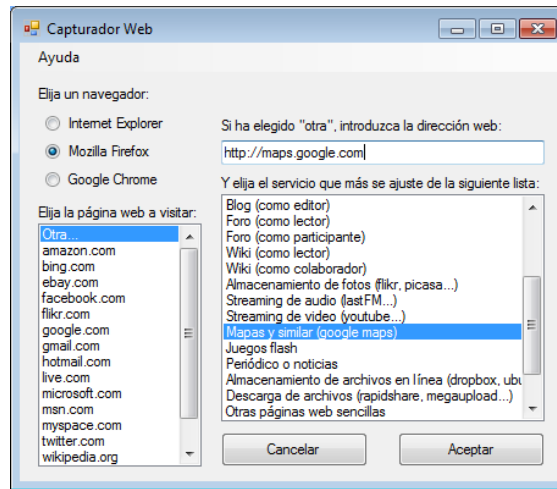 Capturador Web
Ayuda
Elija un navegador:
Internet Explorer
Mozilla Firefox
Google Chrome
Si ha elegido "otra", introduzca la dirección web:
http://maps.google.com
Elija la página web a visitar:
Otra...
amazon.com
bing.com
ebay.com
facebook.com
flikr.com
google.com
gmail.com
hotmail.com
live.com
microsoft.com
msn.com
myspace.com
twitter.com
wikipedia.org
Y elija el servicio que más se ajuste de la siguiente lista:
Blog (como editor)
Foro (como lector)
Foro (como participante)
Wiki (como lector)
Wiki (como colaborador)
Almacenamiento de fotos (flikr, picasa...)
Streaming de audio (lastFM...)
Streaming de video (youtube...)
Mapas y similar (google maps)
Juegos flash
Periódico o noticias
Almacenamiento de archivos en línea (dropbox, ubu
Descarga de archivos (rapidshare, megaupload...)
Otras páginas web sencillas
Cancelar
Aceptar